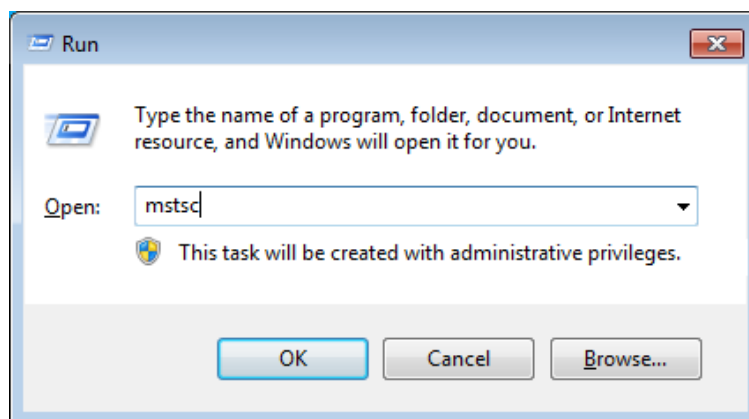 Run
Type the name of a program, folder, document, or Internet
resource, and Windows will open it for you.
Open: mstsc
This task will be created with administrative privileges.
OK Cancel Browse...